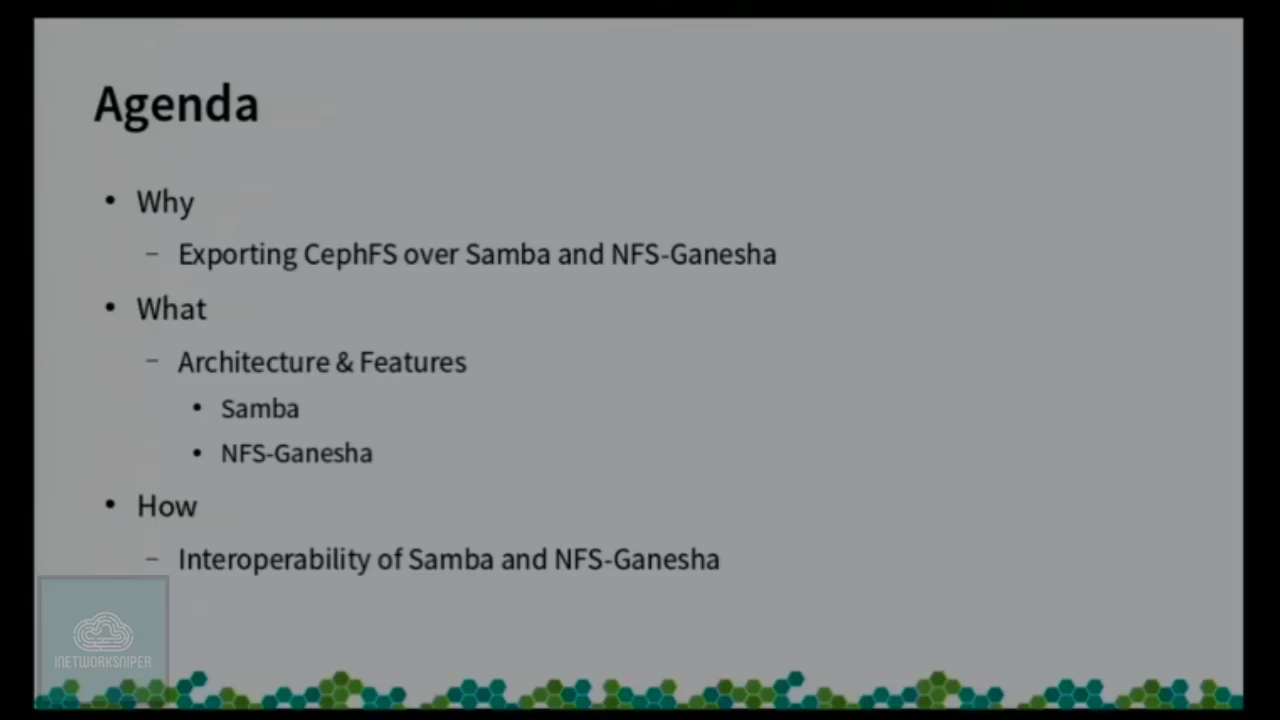 Agenda
• Why
– Exporting CephFS over Samba and NFS-Ganesha
• What
– Architecture & Features
• Samba
• NFS-Ganesha
• How
– Interoperability of Samba and NFS-Ganesha
INETWORKSNIPER